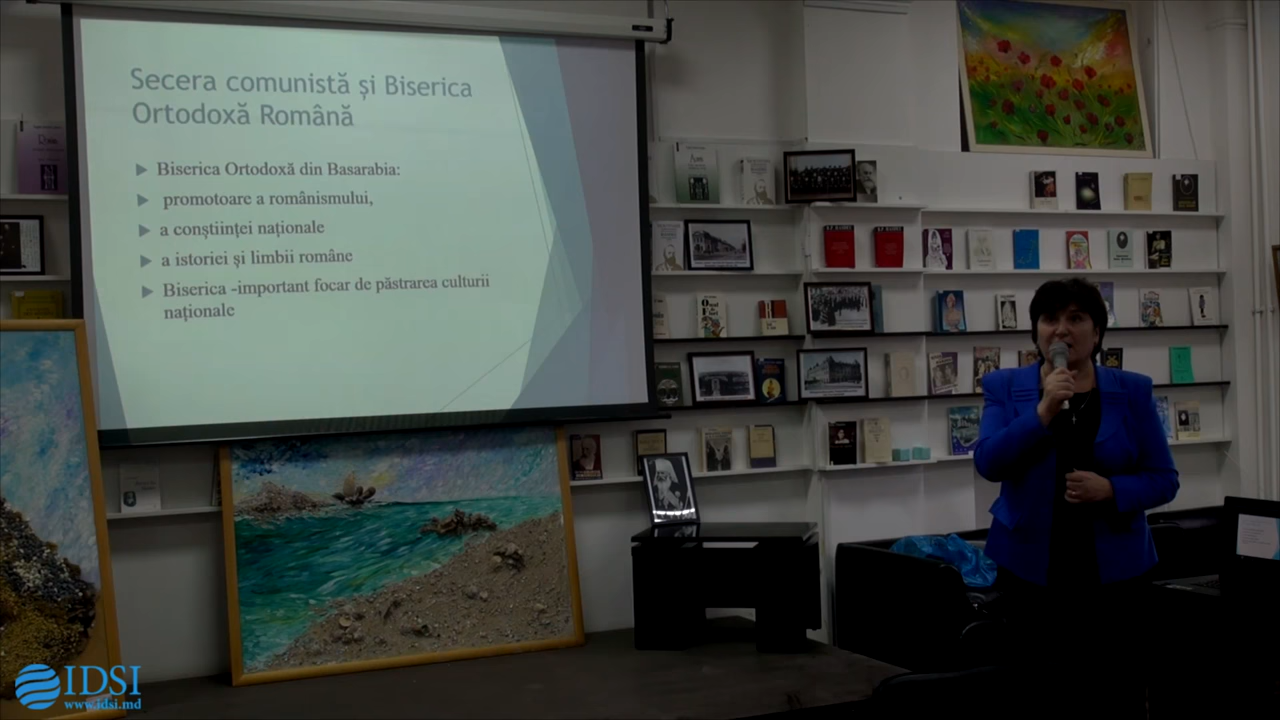 Secera comunistă și Biserica
Ortodoxă Română
Biserica Ortodoxă din Basarabia:
promotoare a românismului,
a conștiinței naționale
a istoriei și limbii române
Biserica -important focar de păstrarea culturii
naționale
IDSI
www.idsi.md